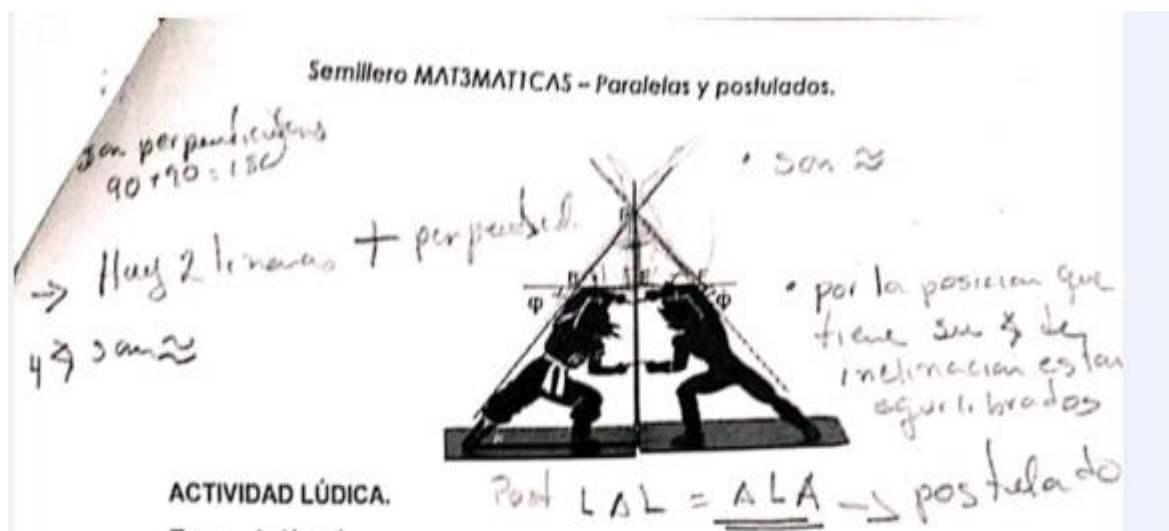 Semillero MAT3MAT1CAS – Paralelas y postulados.
son perpendiculares
90+90=180
• son ≈
→ Hay 2 lineas + perpendicul.
4 ∢ son ≈
φ φ
• por la posicion que
tiene su ∢ de
inclinacion estan
equilibrados
ACTIVIDAD LÚDICA.
Post LAL = ALA → postulado